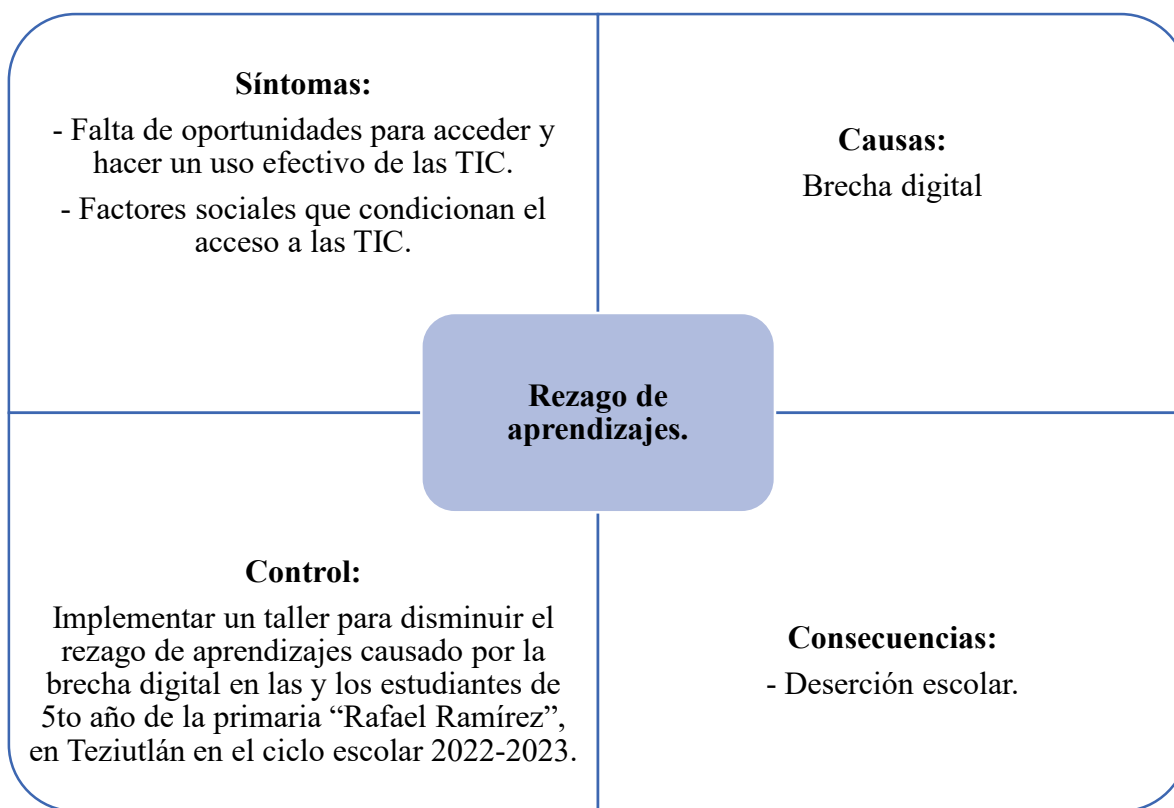 Síntomas:
- Falta de oportunidades para acceder y
hacer un uso efectivo de las TIC.
- Factores sociales que condicionan el
acceso a las TIC.
Causas:
Brecha digital
Rezago de
aprendizajes.
Control:
Implementar un taller para disminuir el
rezago de aprendizajes causado por la
brecha digital en las y los estudiantes de
5to año de la primaria “Rafael Ramírez”,
en Teziutlán en el ciclo escolar 2022-2023.
Consecuencias:
- Deserción escolar.